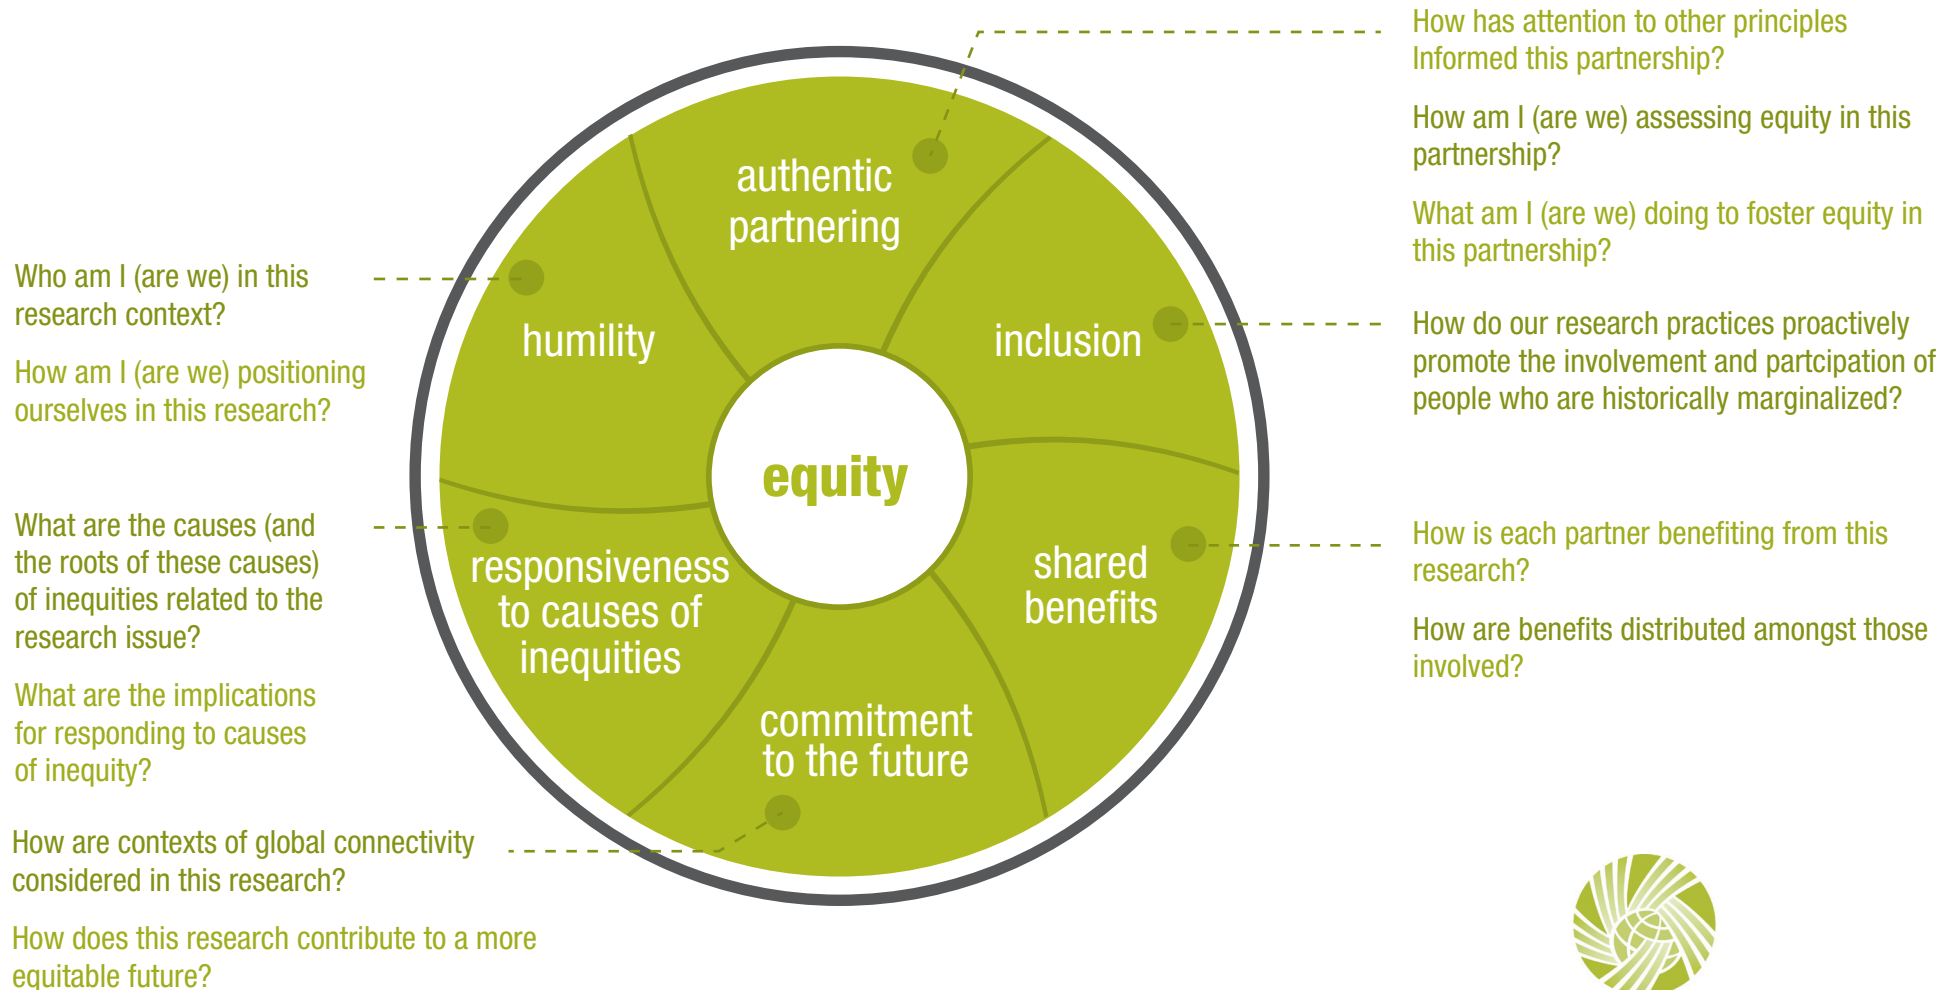 How has attention to other principles
Informed this partnership?
How am I (are we) assessing equity in this
partnership?
What am I (are we) doing to foster equity in
this partnership?
authentic
partnering
Who am I (are we) in this
research context?
How am I (are we) positioning
ourselves in this research?
humility
inclusion
How do our research practices proactively
promote the involvement and partcipation of
people who are historically marginalized?
equity
What are the causes (and
the roots of these causes)
of inequities related to the
research issue?
What are the implications
for responding to causes
of inequity?
responsiveness
to causes of
inequities
shared
benefits
How is each partner benefiting from this
research?
How are benefits distributed amongst those
involved?
commitment
to the future
How are contexts of global connectivity
considered in this research?
How does this research contribute to a more
equitable future?